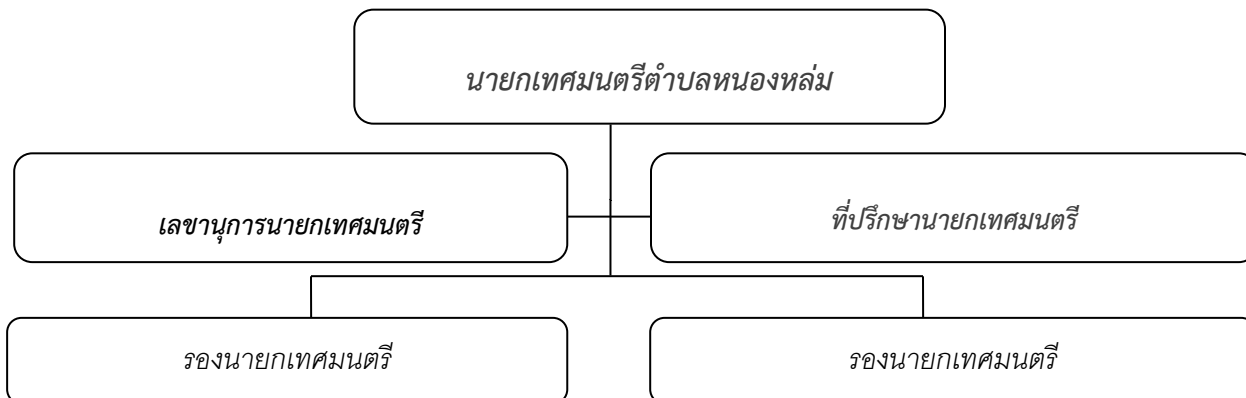 นายกเทศมนตรีตำบลหนองหล่ม
เลขานุการนายกเทศมนตรี
ที่ปรึกษานายกเทศมนตรี
รองนายกเทศมนตรี
รองนายกเทศมนตรี